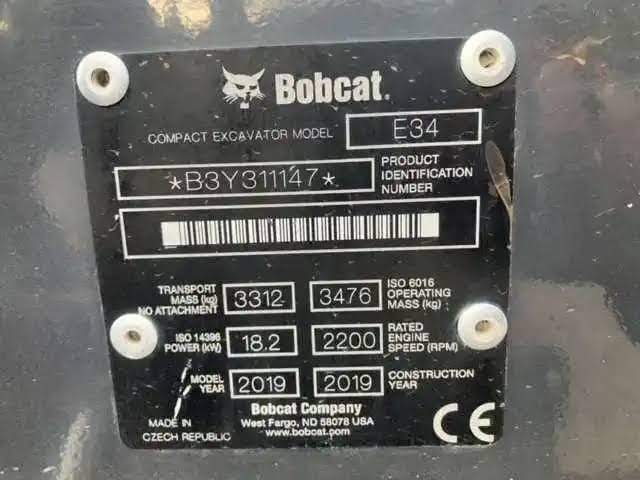 Bobcat.
COMPACT EXCAVATOR MODEL E34
*B3Y311147* PRODUCT IDENTIFICATION NUMBER
TRANSPORT MASS (kg) NO ATTACHMENT 3312 3476 ISO 6016 OPERATING MASS (kg)
ISO 14396 POWER (kW) 18.2 2200 RATED ENGINE SPEED (RPM)
MODEL YEAR 2019 2019 CONSTRUCTION YEAR
Bobcat Company
West Fargo, ND 58078 USA
www.bobcat.com
MADE IN
CZECH REPUBLIC
CE